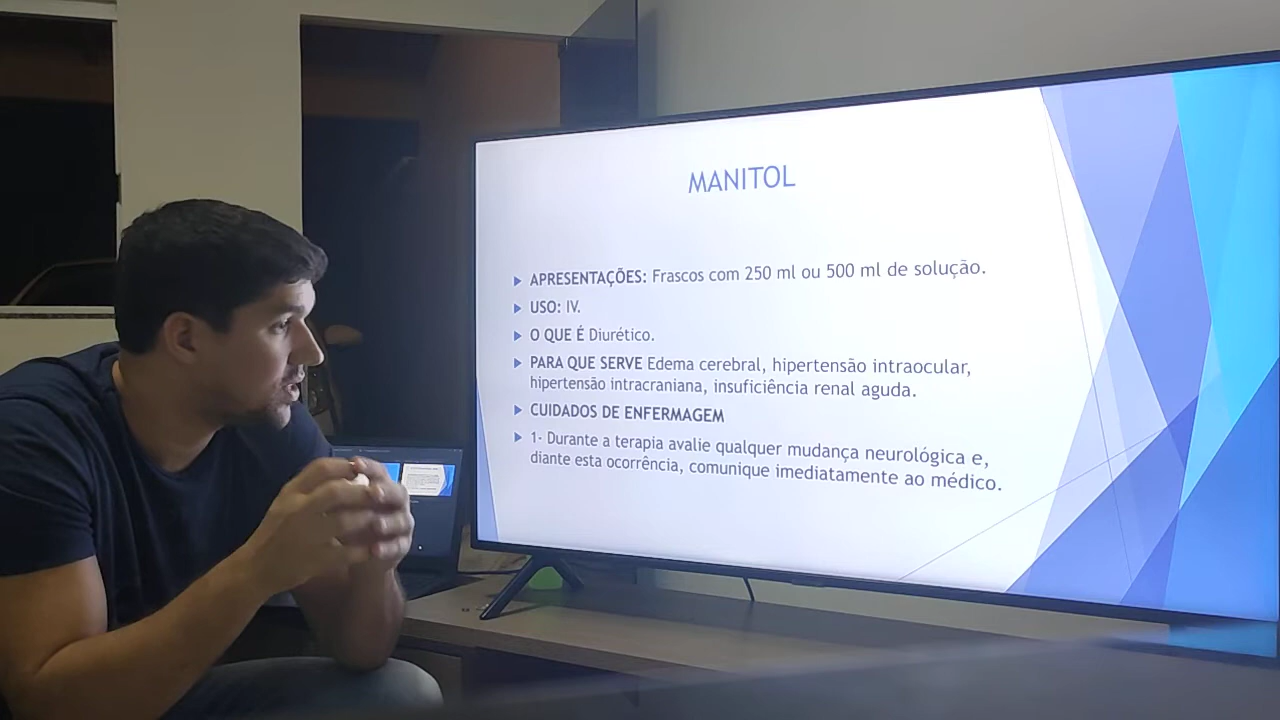 MANITOL
APRESENTAÇÕES: Frascos com 250 ml ou 500 ml de solução.
USO: IV.
O QUE É Diurético.
PARA QUE SERVE Edema cerebral, hipertensão intraocular,
hipertensão intracraniana, insuficiência renal aguda.
CUIDADOS DE ENFERMAGEM
1- Durante a terapia avalie qualquer mudança neurológica e,
diante esta ocorrência, comunique imediatamente ao médico.